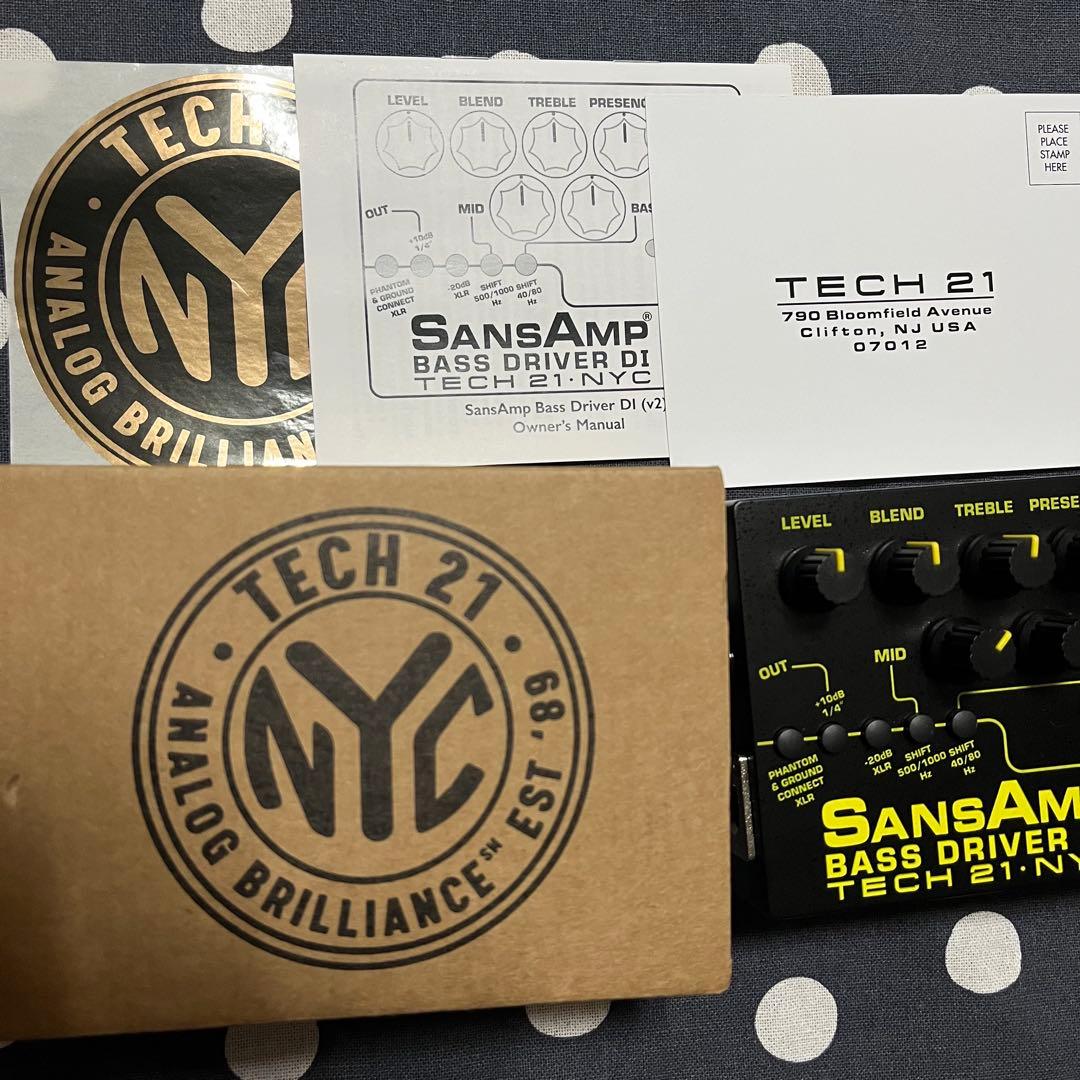 TECH
NYC
ANALOG BRILLIAN
LEVEL BLEND TREBLE PRESENC
OUT
+10dB
1/4"
MID
BAS
PHANTOM
& GROUND
CONNECT
XLR
-20dB
XLR
SHIFT
500/1000
Hz
SHIFT
40/80
Hz
SANSAMP®
BASS DRIVER DI
TECH 21·NYC
SansAmp Bass Driver DI (v2)
Owner's Manual
PLEASE
PLACE
STAMP
HERE
TECH 21
790 Bloomfield Avenue
Clifton, NJ USA
07012
TECH 21
NYC
ANALOG BRILLIANCE℠ EST '89
LEVEL BLEND TREBLE PRESE
OUT
+10dB
1/4"
MID
PHANTOM
& GROUND
CONNECT
XLR
-20dB
XLR
SHIFT
500/1000
Hz
SHIFT
40/80
Hz
SANSAM
BASS DRIVER
TECH 21·NY